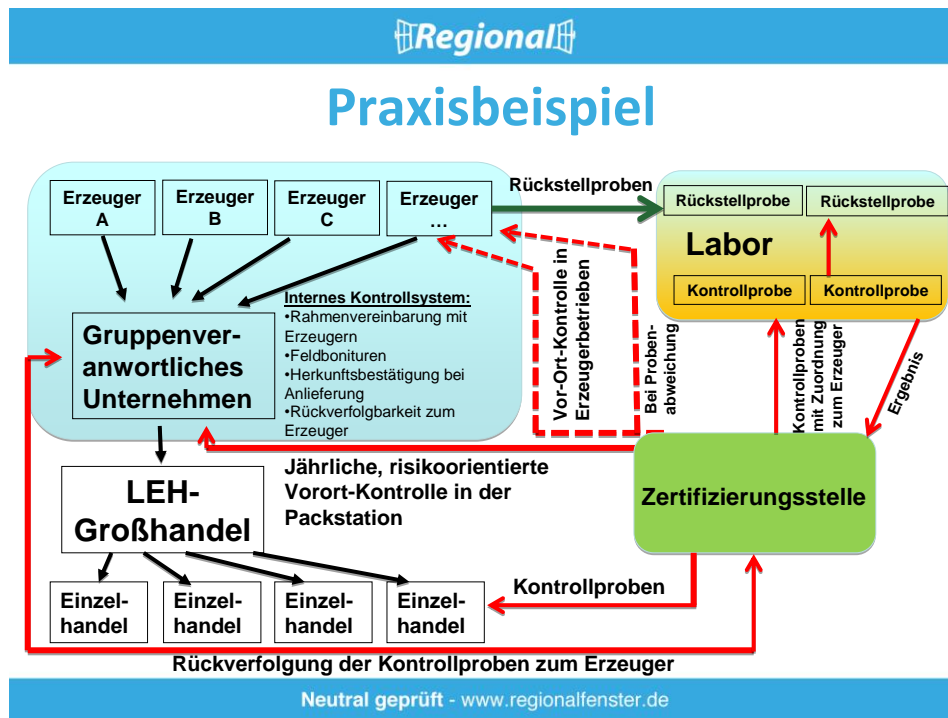 Regional
Praxisbeispiel
Erzeuger
A
Erzeuger
B
Erzeuger
C
Erzeuger
…
Rückstellproben
Rückstellprobe
Rückstellprobe
Labor
Kontrollprobe
Kontrollprobe
Internes Kontrollsystem:
•Rahmenvereinbarung mit
Erzeugern
•Feldbonituren
•Herkunftsbestätigung bei
Anlieferung
•Rückverfolgbarkeit zum
Erzeuger
Gruppenver-
anwortliches
Unternehmen
Vor-Ort-Kontrolle in
Erzeugerbetrieben
Bei Proben-
abweichung
Kontrollproben
mit Zuordnung
zum Erzeuger
Ergebnis
Jährliche, risikoorientierte
Vorort-Kontrolle in der
Packstation
Zertifizierungsstelle
LEH-
Großhandel
Kontrollproben
Einzel-
handel
Einzel-
handel
Einzel-
handel
Einzel-
handel
Rückverfolgung der Kontrollproben zum Erzeuger
Neutral geprüft - www.regionalfenster.de